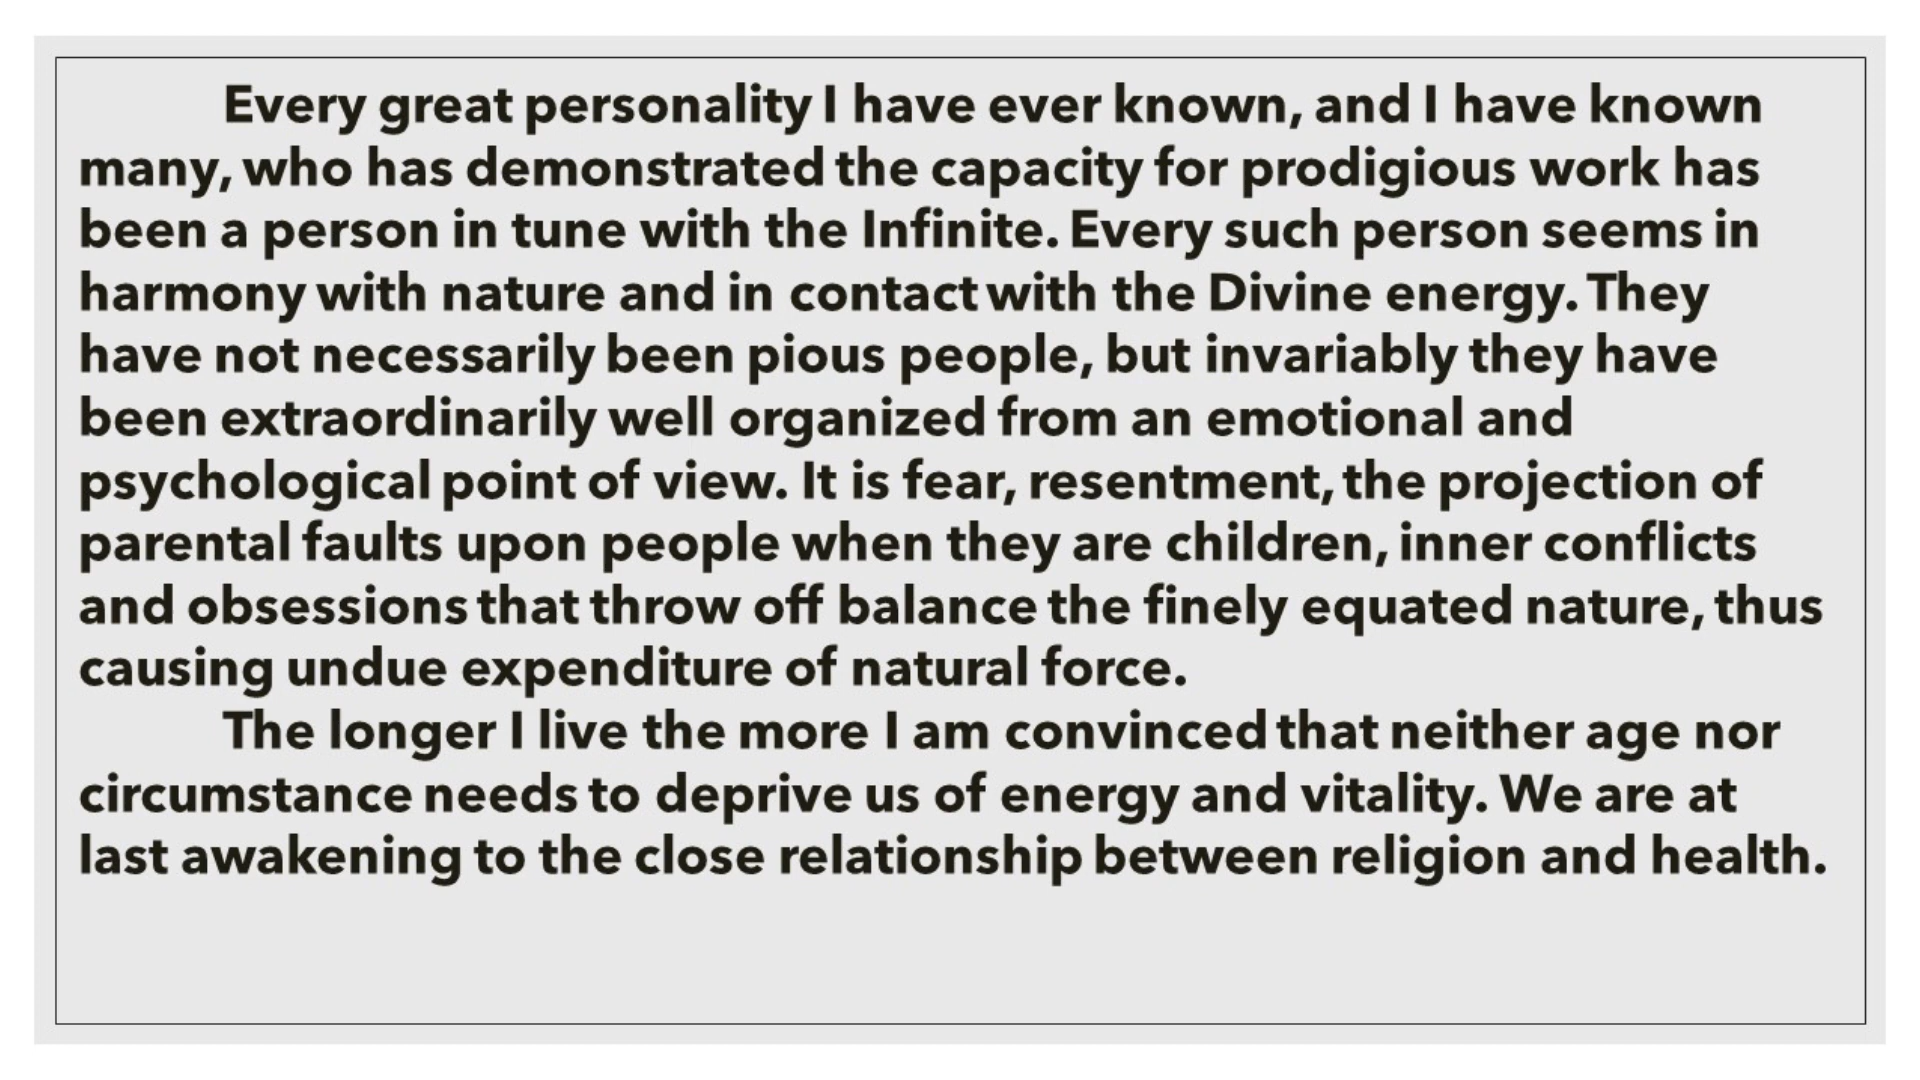 Every great personality I have ever known, and I have known
many, who has demonstrated the capacity for prodigious work has
been a person in tune with the Infinite. Every such person seems in
harmony with nature and in contact with the Divine energy. They
have not necessarily been pious people, but invariably they have
been extraordinarily well organized from an emotional and
psychological point of view. It is fear, resentment, the projection of
parental faults upon people when they are children, inner conflicts
and obsessions that throw off balance the finely equated nature, thus
causing undue expenditure of natural force.
The longer I live the more I am convinced that neither age nor
circumstance needs to deprive us of energy and vitality. We are at
last awakening to the close relationship between religion and health.